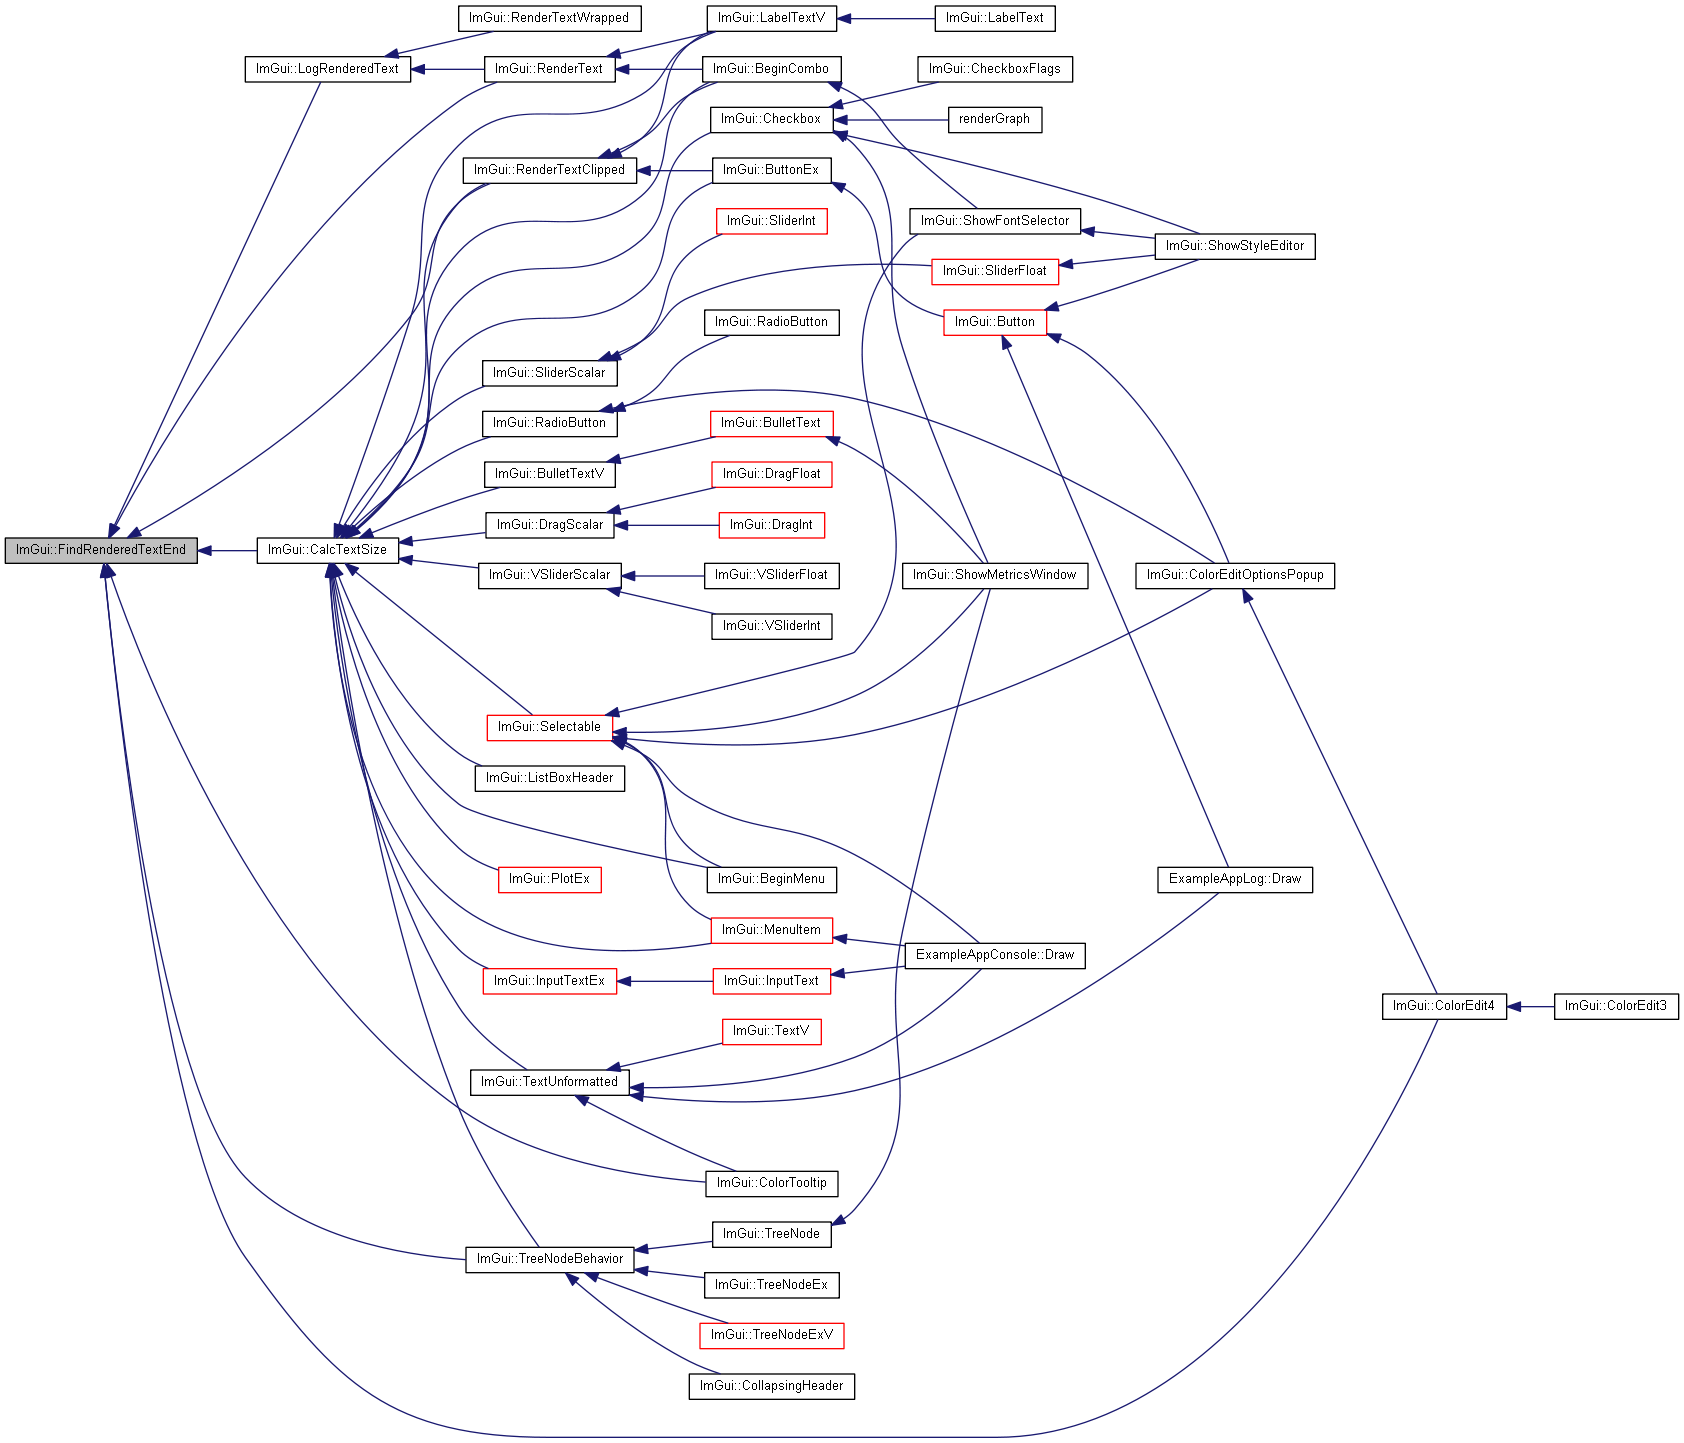 ImGui::RenderTextWrapped
ImGui::LabelTextV
ImGui::LabelText
ImGui::LogRenderedText
ImGui::RenderText
ImGui::BeginCombo
ImGui::CheckboxFlags
ImGui::Checkbox
renderGraph
ImGui::RenderTextClipped
ImGui::ButtonEx
ImGui::SliderInt
ImGui::ShowFontSelector
ImGui::ShowStyleEditor
ImGui::SliderFloat
ImGui::RadioButton
ImGui::Button
ImGui::SliderScalar
ImGui::RadioButton
ImGui::BulletText
ImGui::BulletTextV
ImGui::DragFloat
ImGui::DragScalar
ImGui::DragInt
ImGui::FindRenderedTextEnd
ImGui::CalcTextSize
ImGui::VSliderScalar
ImGui::VSliderFloat
ImGui::ShowMetricsWindow
ImGui::ColorEditOptionsPopup
ImGui::VSliderInt
ImGui::Selectable
ImGui::ListBoxHeader
ImGui::PlotEx
ImGui::BeginMenu
ExampleAppLog::Draw
ImGui::MenuItem
ExampleAppConsole::Draw
ImGui::InputTextEx
ImGui::InputText
ImGui::ColorEdit4
ImGui::ColorEdit3
ImGui::TextV
ImGui::TextUnformatted
ImGui::ColorTooltip
ImGui::TreeNode
ImGui::TreeNodeBehavior
ImGui::TreeNodeEx
ImGui::TreeNodeExV
ImGui::CollapsingHeader